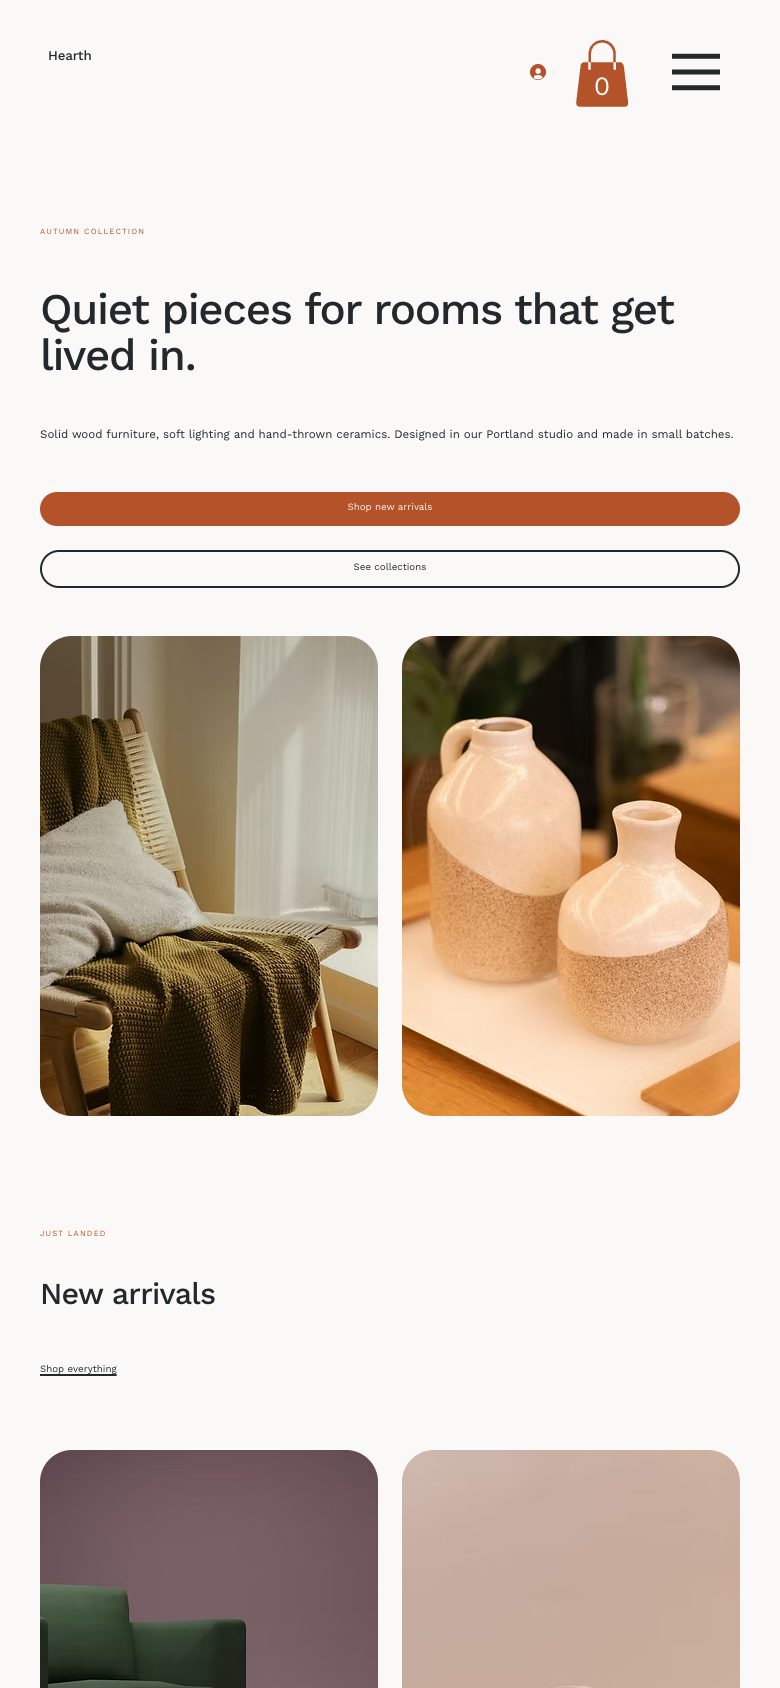 Hearth
0
AUTUMN COLLECTION
Quiet pieces for rooms that get
lived in.
Solid wood furniture, soft lighting and hand-thrown ceramics. Designed in our Portland studio and made in small batches.
Shop new arrivals
See collections
JUST LANDED
New arrivals
Shop everything